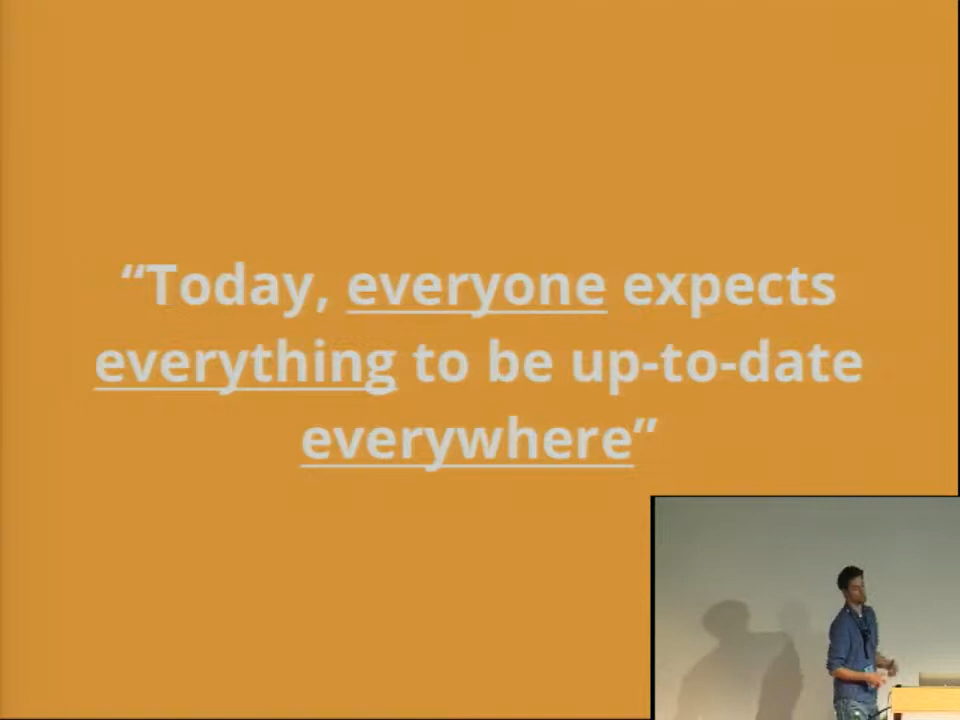 “Today, everyone expects
everything to be up-to-date
everywhere”